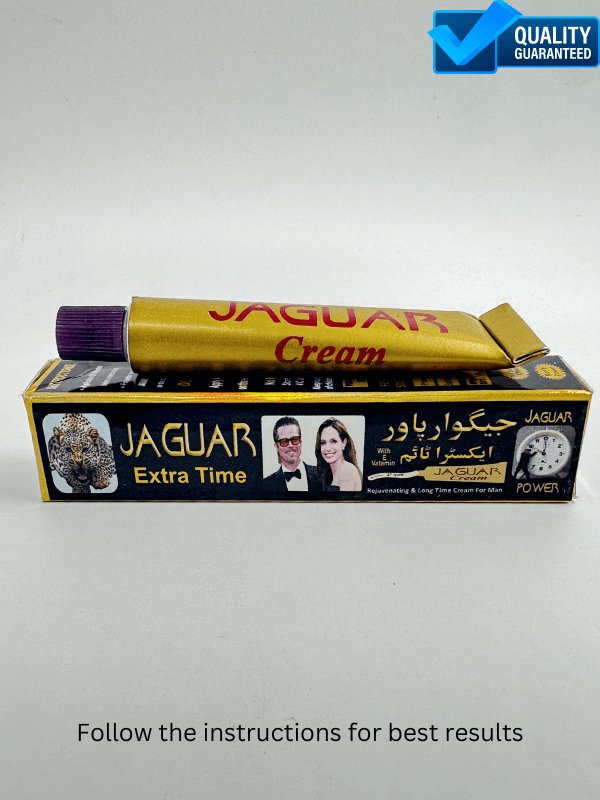 QUALITY
GUARANTEED
JAGUAR
Cream
JAGUAR
Extra Time
جیگوار پاور
ایکسٹرا ٹائم
With
E
Vatemin
JAGUAR
Cream
Rejuvenating & Long Time Cream For Man
JAGUAR
POWER
Follow the instructions for best results